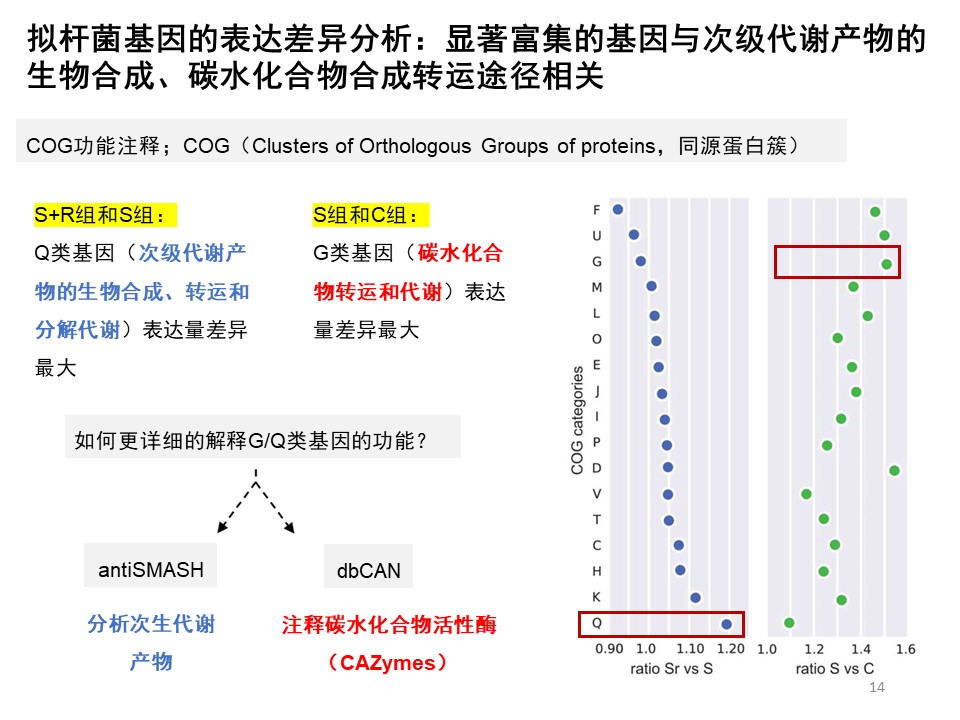 拟杆菌基因的表达差异分析：显著富集的基因与次级代谢产物的
生物合成、碳水化合物合成转运途径相关
COG功能注释；COG（Clusters of Orthologous Groups of proteins，同源蛋白簇）
S+R组和S组：
Q类基因（次级代谢产
物的生物合成、转运和
分解代谢）表达量差异
最大
S组和C组：
G类基因（碳水化合
物转运和代谢）表达
量差异最大
如何更详细的解释G/Q类基因的功能？
antiSMASH
分析次生代谢
产物
dbCAN
注释碳水化合物活性酶
（CAZymes）
COG categories
F
U
G
M
L
O
E
J
I
P
D
V
T
C
H
K
Q
0.90 1.0 1.10 1.20
ratio Sr vs S
1.0 1.2 1.4 1.6
ratio S vs C
14